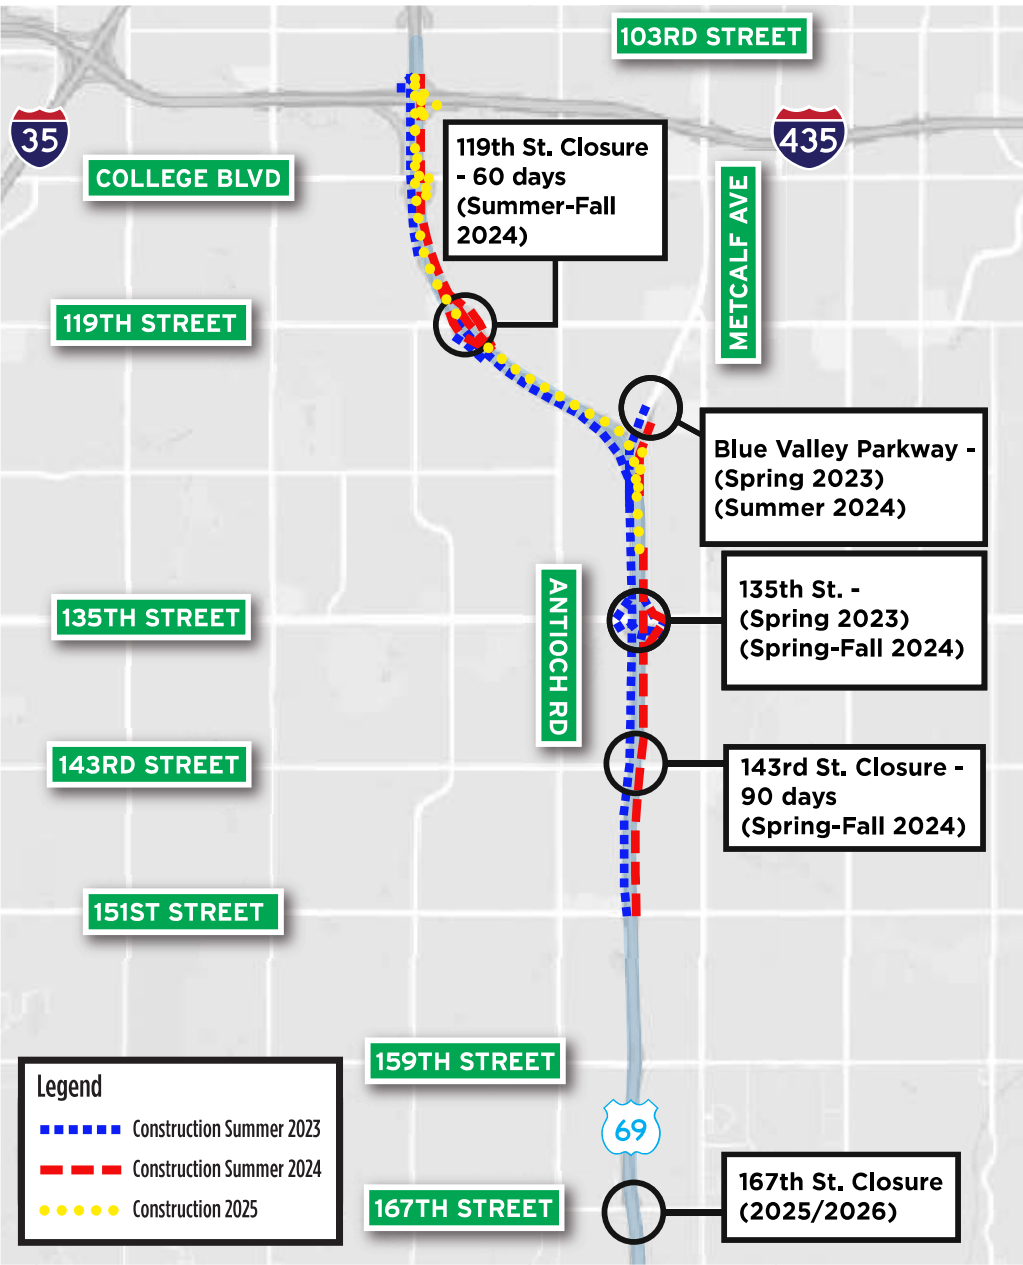 103RD STREET
35
435
COLLEGE BLVD
119th St. Closure
- 60 days
(Summer-Fall
2024)
METCALF AVE
119TH STREET
Blue Valley Parkway -
(Spring 2023)
(Summer 2024)
135th St. -
(Spring 2023)
(Spring-Fall 2024)
135TH STREET
ANTIOCH RD
143RD STREET
143rd St. Closure -
90 days
(Spring-Fall 2024)
151ST STREET
159TH STREET
Legend
Construction Summer 2023
Construction Summer 2024
Construction 2025
69
167th St. Closure
(2025/2026)
167TH STREET